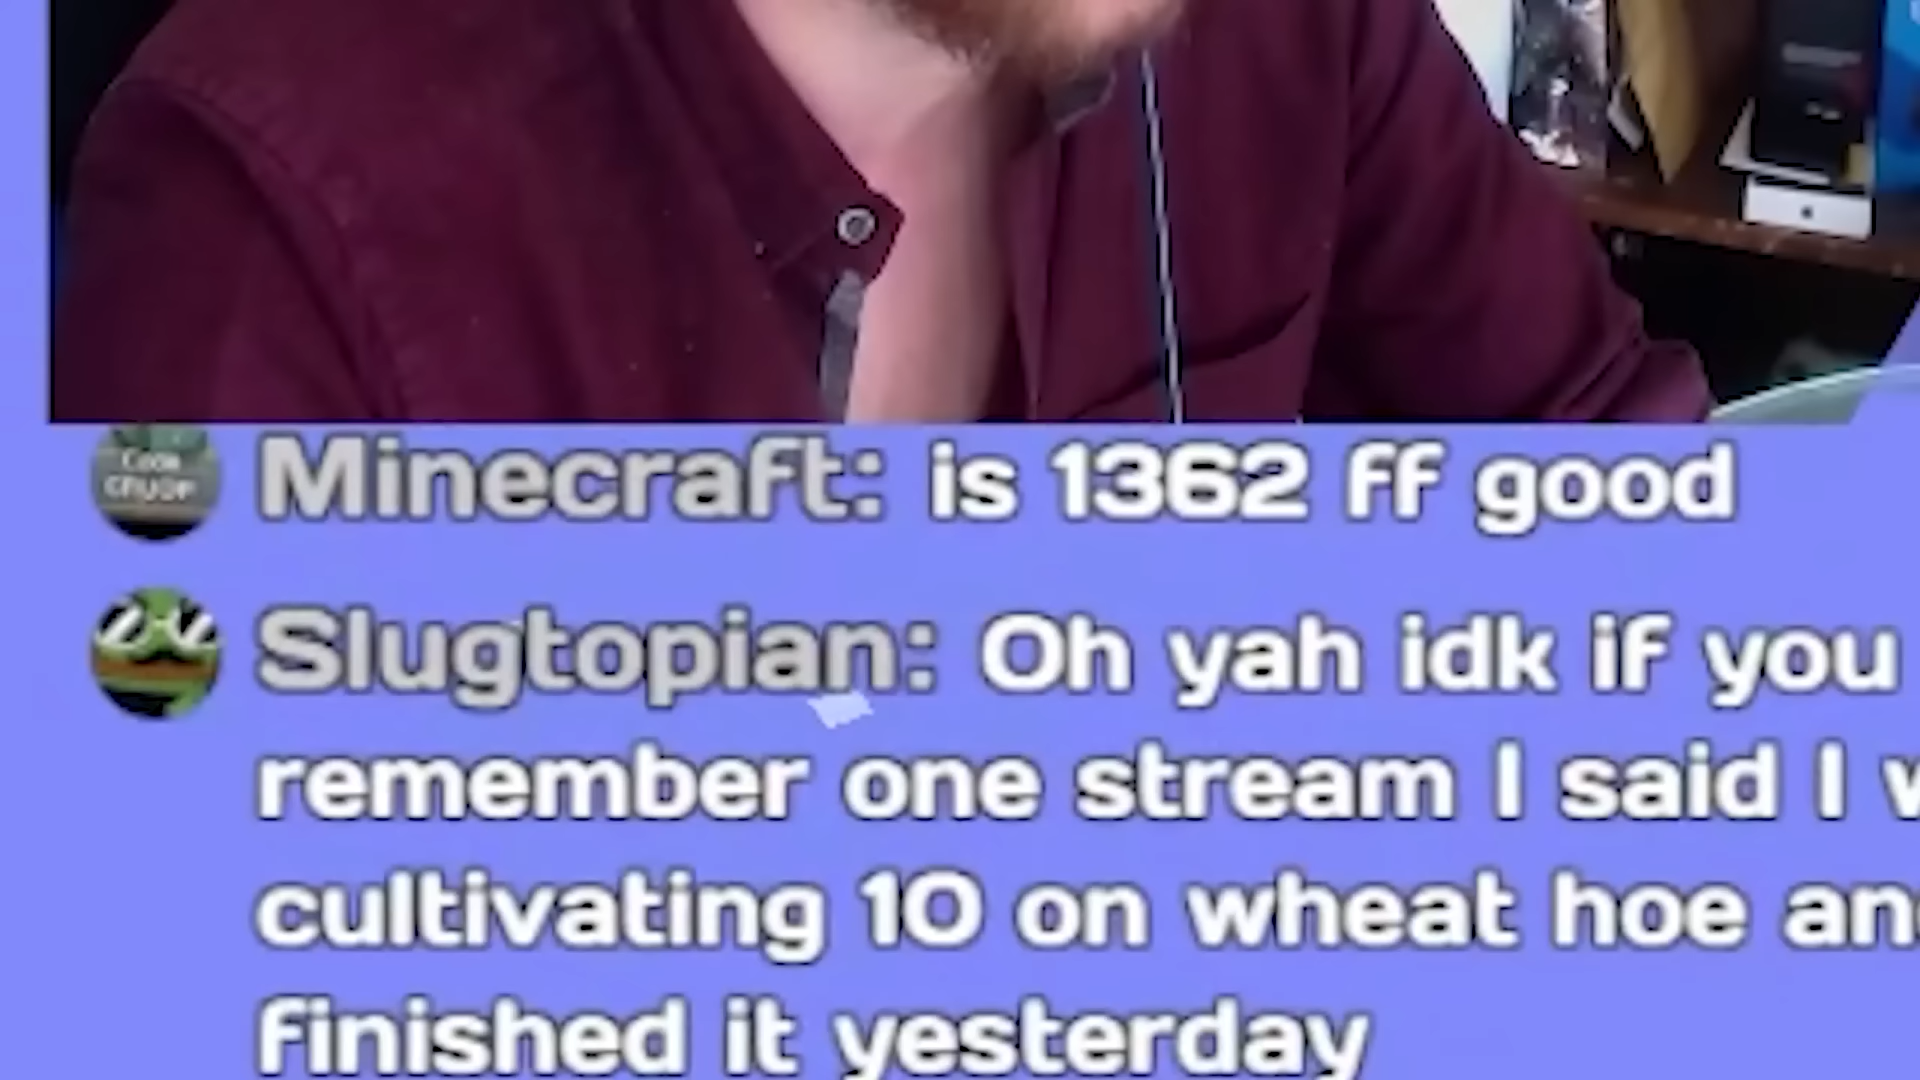 Minecraft: is 1362 ff good
Slugtopian: Oh yah idk if you
remember one stream I said I
cultivating 10 on wheat hoe
finished it yesterday